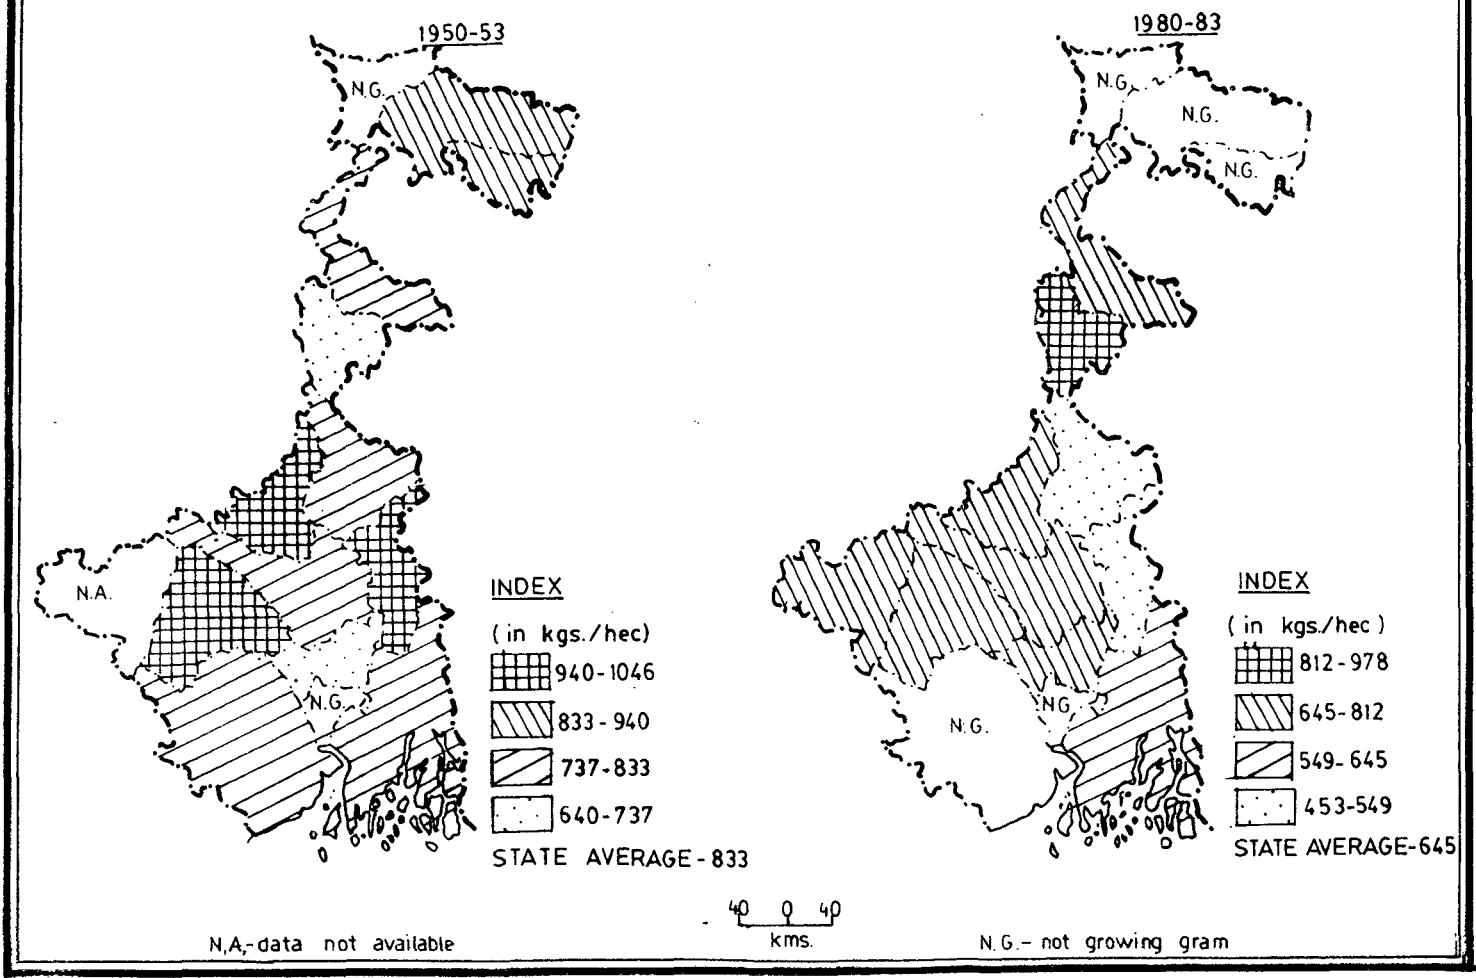 1950-53
N.G.
N.A.
N.G.
INDEX
(in kgs./hec)
940-1046
833-940
737-833
640-737
STATE AVERAGE-833
1980-83
N.G.
N.G.
N.G.
N.G.
N.G.
INDEX
(in kgs./hec)
812-978
645-812
549-645
453-549
STATE AVERAGE-645
40 0 40
kms.
N,A,-data not available
N.G.- not growing gram